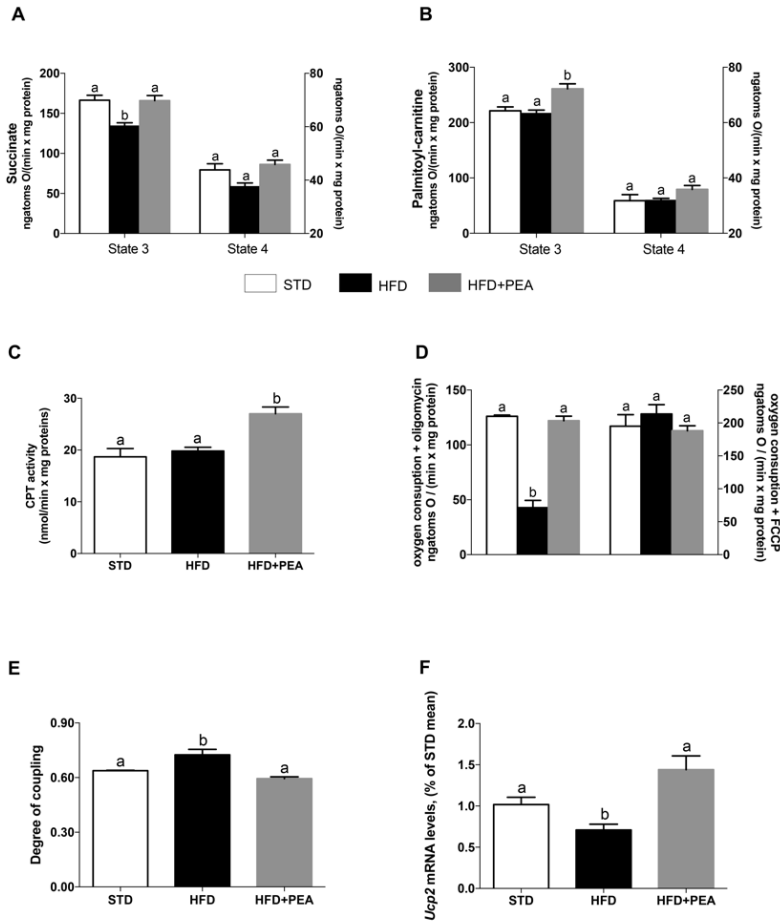 A
Succinate
ngatoms O/(min x mg protein)
200
150
100
50
0
a
b
a
a
a
a
80
60
40
20
ngatoms O/(min x mg protein)
State 3
State 4
B
Palmitoyl-carnitine
ngatoms O/(min x mg protein)
300
200
100
0
a
a
b
a
a
a
80
60
40
20
ngatoms O/(min x mg protein)
State 3
State 4
STD
HFD
HFD+PEA
C
CPT activity
(nmol/min x mg proteins)
30
20
10
0
a
a
b
STD
HFD
HFD+PEA
D
oxygen consuption + oligomycin
ngatoms O / (min x mg protein)
150
100
50
0
a
b
a
a
a
a
250
200
150
100
50
0
oxygen consuption + FCCP
ngatoms O / (min x mg protein)
E
Degree of coupling
0.90
0.60
0.30
0.00
a
b
a
STD
HFD
HFD+PEA
F
Ucp2 mRNA levels, (% of STD mean)
2.0
1.5
1.0
0.5
0.0
a
b
a
STD
HFD
HFD+PEA